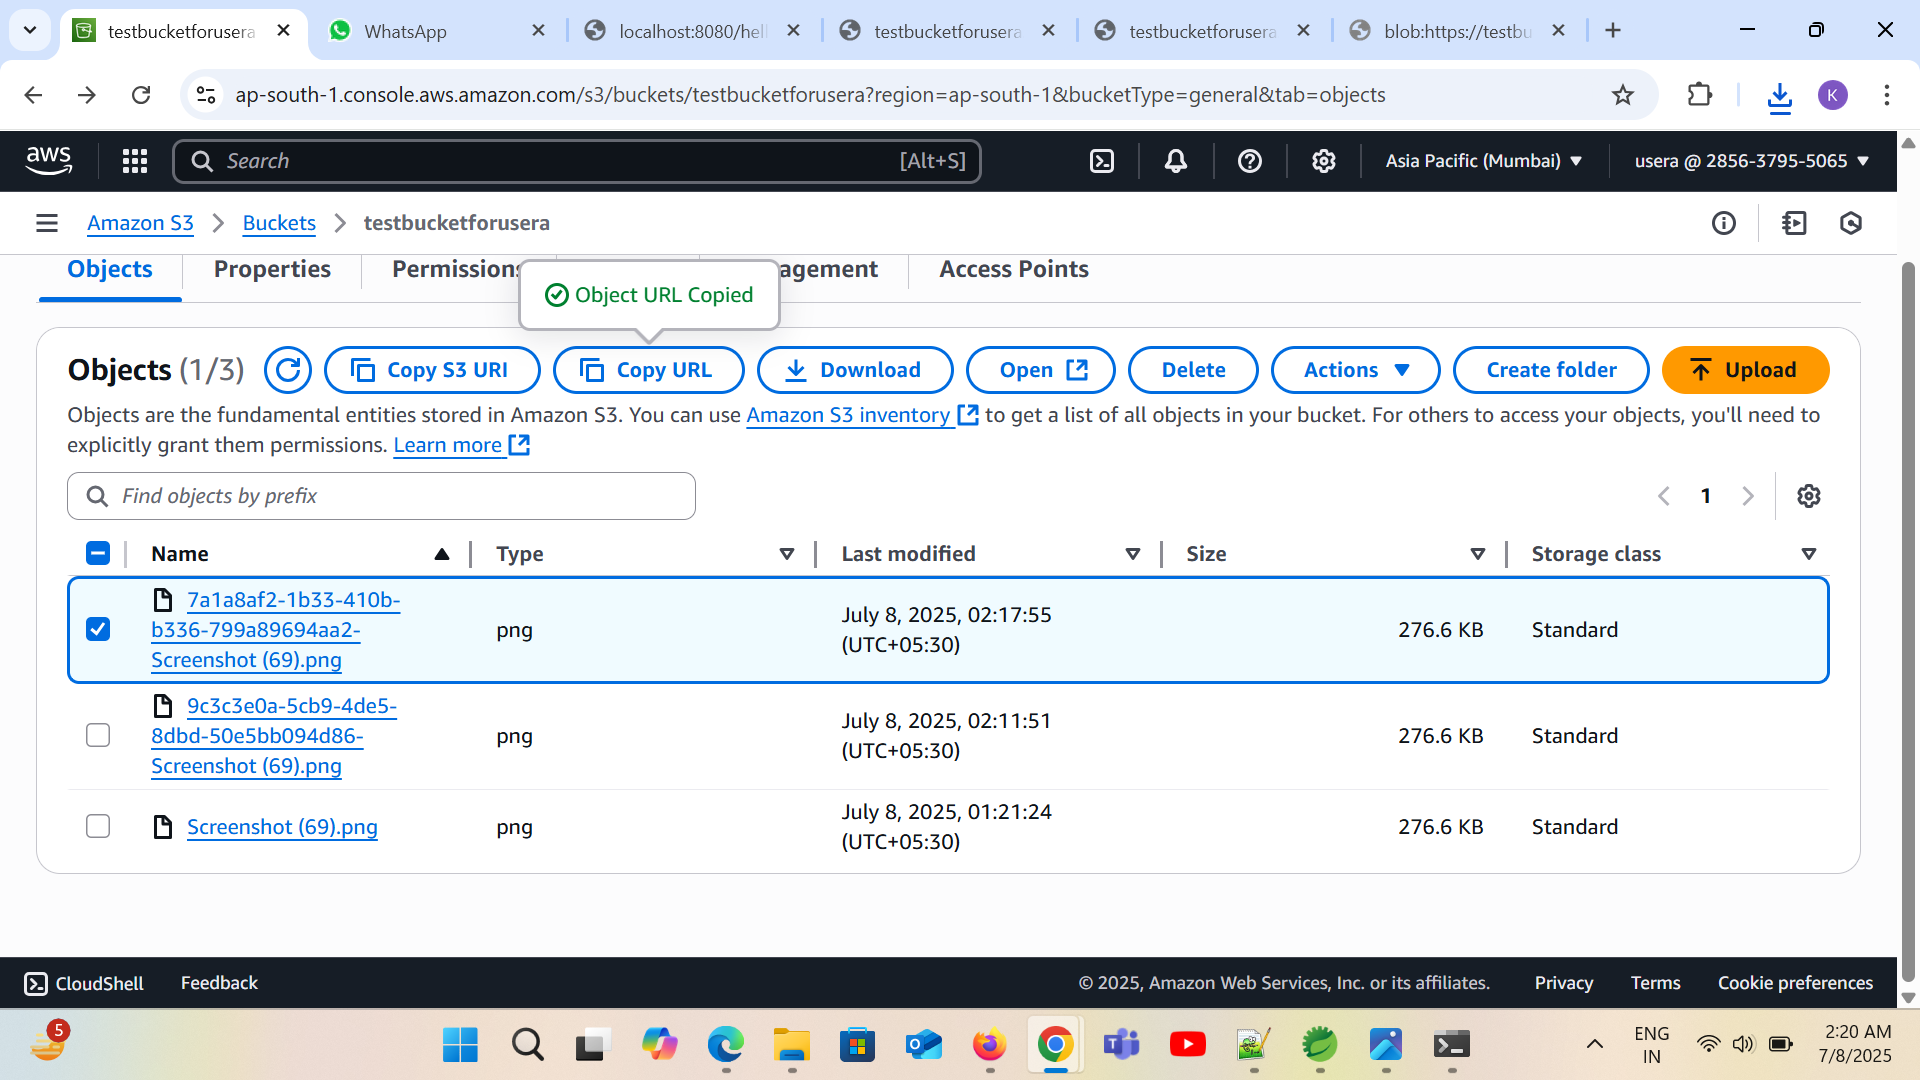 testbucketforusera
WhatsApp
localhost:8080/hell
testbucketforusera
testbucketforusera
blob:https://testbu
ap-south-1.console.aws.amazon.com/s3/buckets/testbucketforusera?region=ap-south-1&bucketType=general&tab=objects
K
aws
Search
[Alt+S]
Asia Pacific (Mumbai)
usera @ 2856-3795-5065
Amazon S3
Buckets
testbucketforusera
Objects
Properties
Permissions
agement
Access Points
Object URL Copied
Objects (1/3)
Copy S3 URI
Copy URL
Download
Open
Delete
Actions
Create folder
Upload
Objects are the fundamental entities stored in Amazon S3. You can use Amazon S3 inventory to get a list of all objects in your bucket. For others to access your objects, you'll need to
explicitly grant them permissions. Learn more
Find objects by prefix
1
Name
Type
Last modified
Size
Storage class
7a1a8af2-1b33-410b-
b336-799a89694aa2-
Screenshot (69).png
png
July 8, 2025, 02:17:55
(UTC+05:30)
276.6 KB
Standard
9c3c3e0a-5cb9-4de5-
8dbd-50e5bb094d86-
Screenshot (69).png
png
July 8, 2025, 02:11:51
(UTC+05:30)
276.6 KB
Standard
Screenshot (69).png
png
July 8, 2025, 01:21:24
(UTC+05:30)
276.6 KB
Standard
CloudShell
Feedback
© 2025, Amazon Web Services, Inc. or its affiliates.
Privacy
Terms
Cookie preferences
5
ENG
IN
2:20 AM
7/8/2025